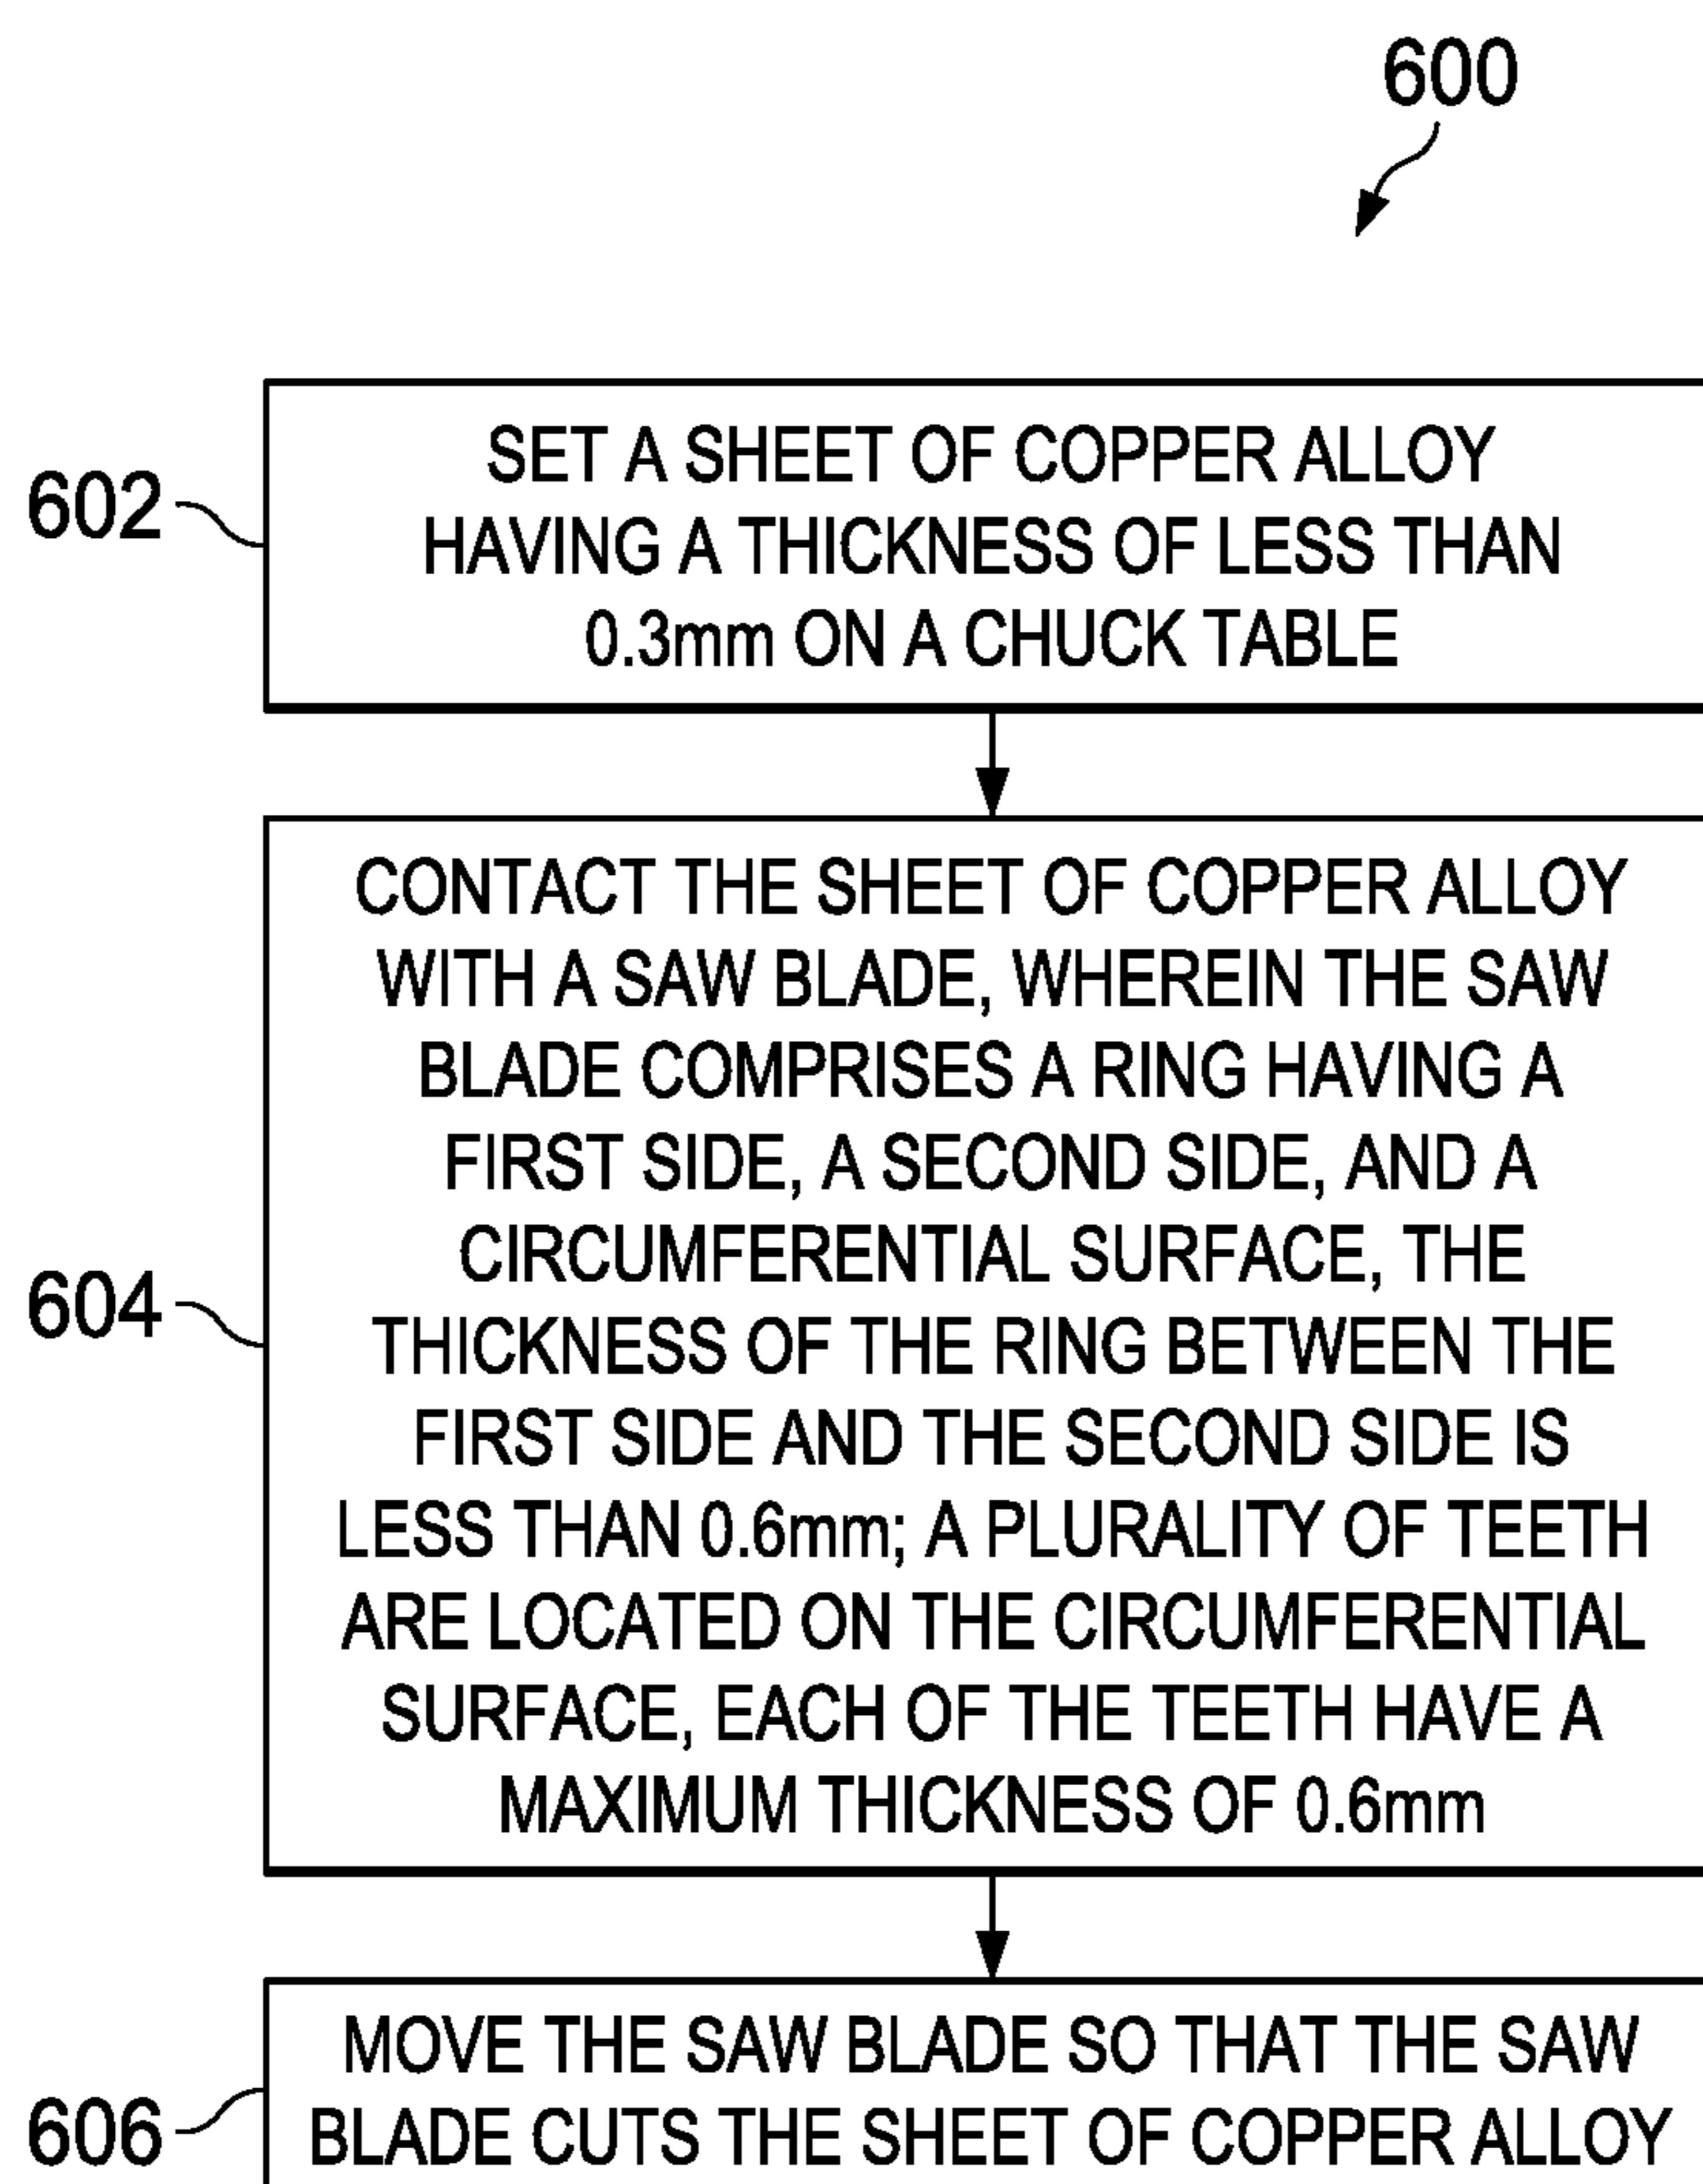 600
602
SET A SHEET OF COPPER ALLOY
HAVING A THICKNESS OF LESS THAN
0.3mm ON A CHUCK TABLE
604
CONTACT THE SHEET OF COPPER ALLOY
WITH A SAW BLADE, WHEREIN THE SAW
BLADE COMPRISES A RING HAVING A
FIRST SIDE, A SECOND SIDE, AND A
CIRCUMFERENTIAL SURFACE, THE
THICKNESS OF THE RING BETWEEN THE
FIRST SIDE AND THE SECOND SIDE IS
LESS THAN 0.6mm; A PLURALITY OF TEETH
ARE LOCATED ON THE CIRCUMFERENTIAL
SURFACE, EACH OF THE TEETH HAVE A
MAXIMUM THICKNESS OF 0.6mm
606
MOVE THE SAW BLADE SO THAT THE SAW
BLADE CUTS THE SHEET OF COPPER ALLOY